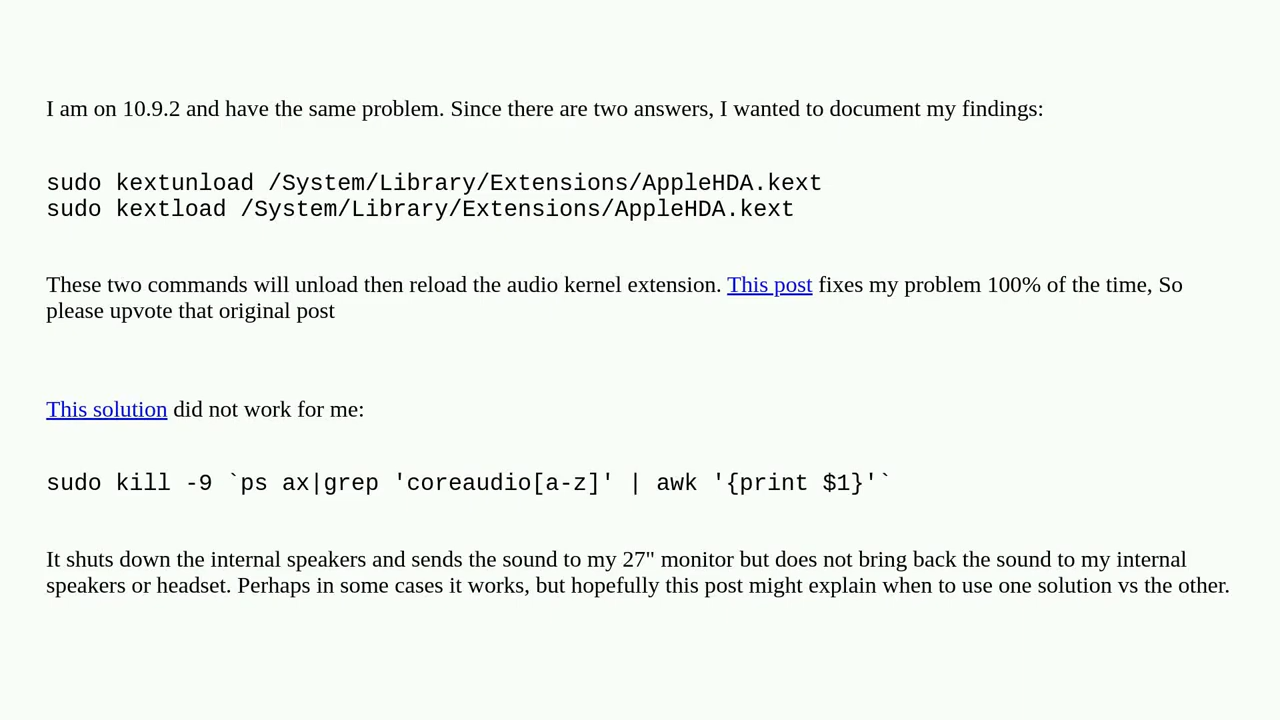 I am on 10.9.2 and have the same problem. Since there are two answers, I wanted to document my findings:
sudo kextunload /System/Library/Extensions/AppleHDA.kext
sudo kextload /System/Library/Extensions/AppleHDA.kext
These two commands will unload then reload the audio kernel extension. This post fixes my problem 100% of the time, So
please upvote that original post
This solution did not work for me:
sudo kill -9 `ps ax|grep 'coreaudio[a-z]' | awk '{print $1}'`
It shuts down the internal speakers and sends the sound to my 27" monitor but does not bring back the sound to my internal
speakers or headset. Perhaps in some cases it works, but hopefully this post might explain when to use one solution vs the other.